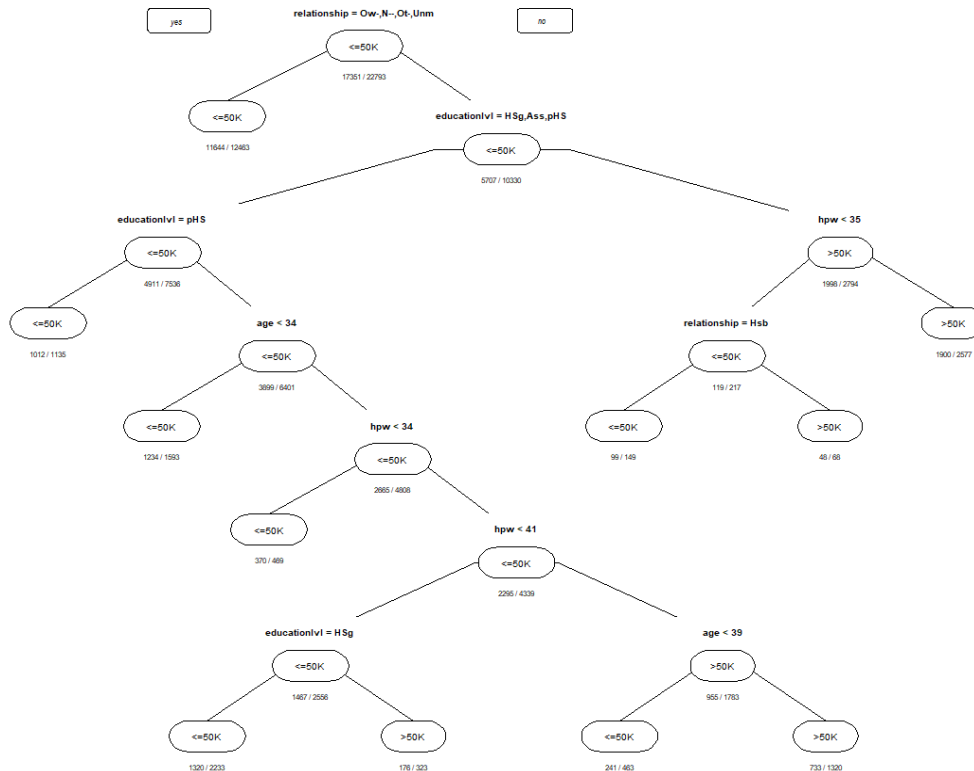 relationship = Ow-,N--,Ot-,Unm
yes
no
<=50K
17351 / 22793
<=50K
11644 / 12463
educationlvl = HSg,Ass,pHS
<=50K
5707 / 10330
educationlvl = pHS
<=50K
4911 / 7536
hpw < 35
>50K
1998 / 2794
<=50K
1012 / 1135
age < 34
<=50K
3899 / 6401
relationship = Hsb
<=50K
119 / 217
>50K
1900 / 2577
<=50K
1234 / 1593
hpw < 34
<=50K
2665 / 4808
<=50K
99 / 149
>50K
48 / 68
<=50K
370 / 469
hpw < 41
<=50K
2295 / 4339
educationlvl = HSg
<=50K
1467 / 2556
age < 39
>50K
955 / 1783
<=50K
1320 / 2233
>50K
176 / 323
<=50K
241 / 463
>50K
733 / 1320